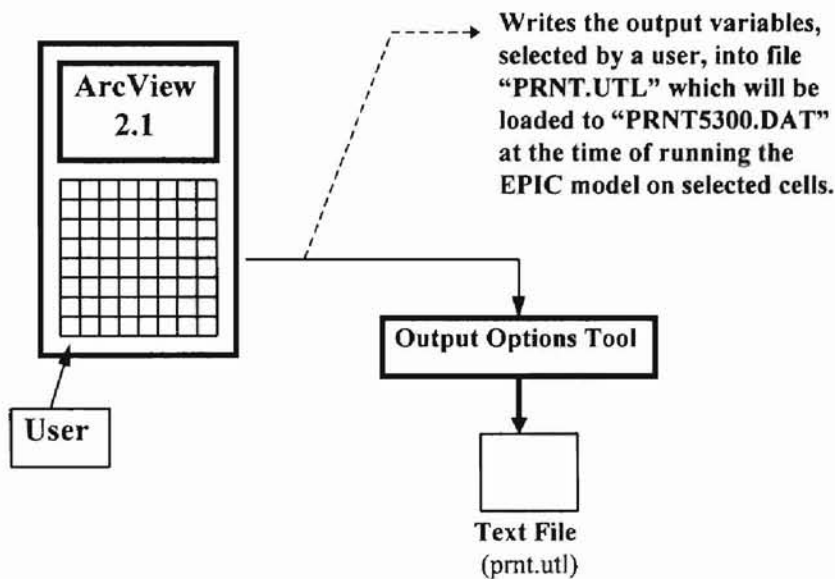 Writes the output variables,
selected by a user, into file
“PRNT.UTL” which will be
loaded to “PRNT5300.DAT”
at the time of running the
EPIC model on selected cells.
ArcView
2.1
Output Options Tool
User
Text File
(prnt.utl)